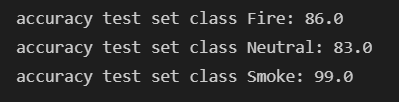 accuracy test set class Fire: 86.0
accuracy test set class Neutral: 83.0
accuracy test set class Smoke: 99.0